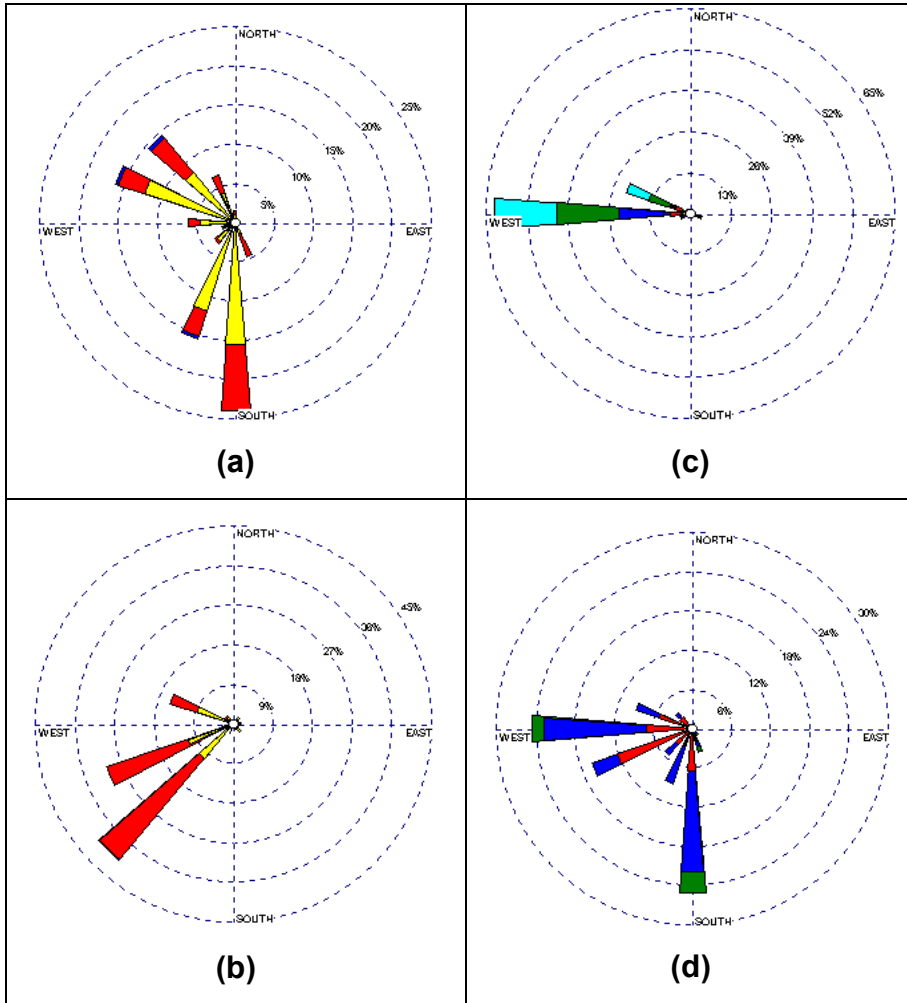 NORTH
25%
20%
15%
10%
5%
WEST
EAST
SOUTH
(a)
NORTH
65%
52%
39%
26%
13%
WEST
EAST
SOUTH
(c)
NORTH
45%
36%
27%
18%
9%
WEST
EAST
SOUTH
(b)
NORTH
30%
24%
18%
12%
6%
WEST
EAST
SOUTH
(d)